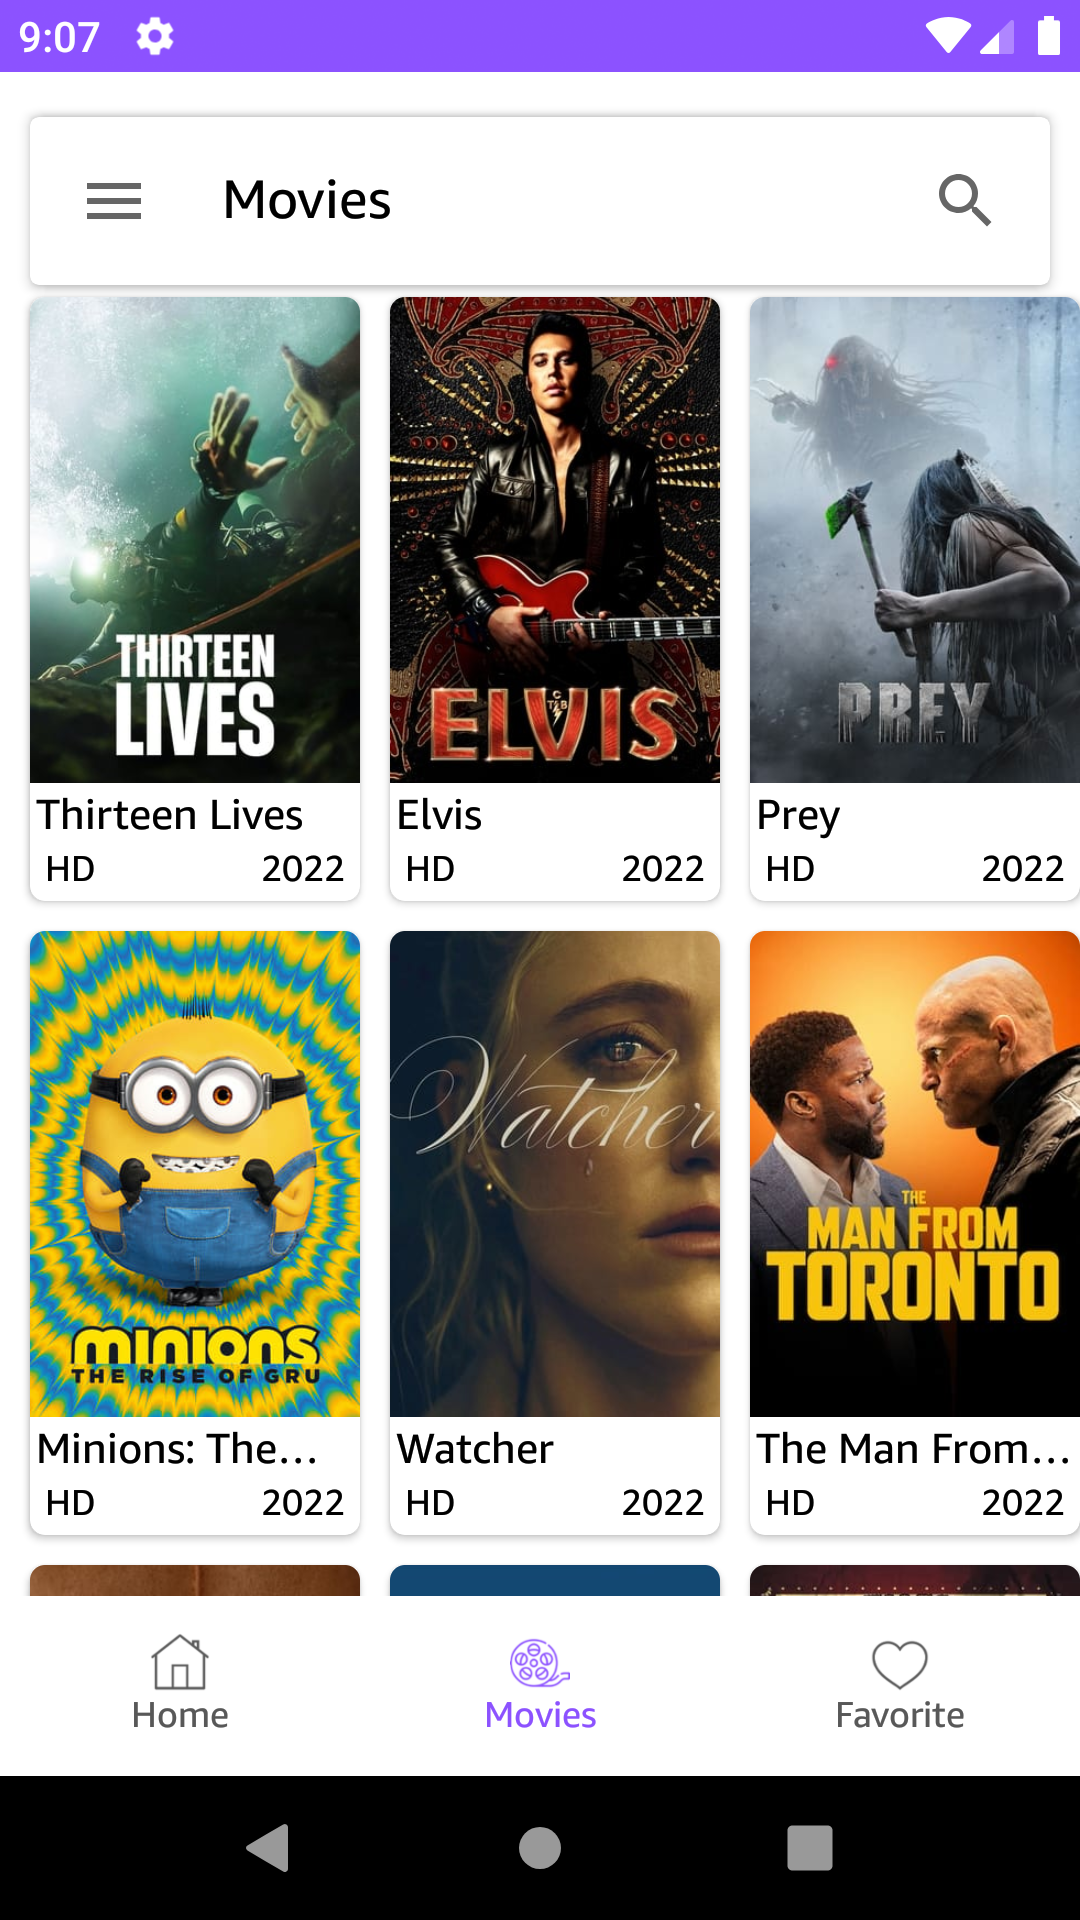 9:07
Movies
THIRTEEN
LIVES
ELVIS
PREY
Thirteen Lives
HD 2022
Elvis
HD 2022
Prey
HD 2022
minions
THE RISE OF GRU
Watcher
THE
MAN FROM
TORONTO
Minions: The...
HD 2022
Watcher
HD 2022
The Man From...
HD 2022
Home
Movies
Favorite